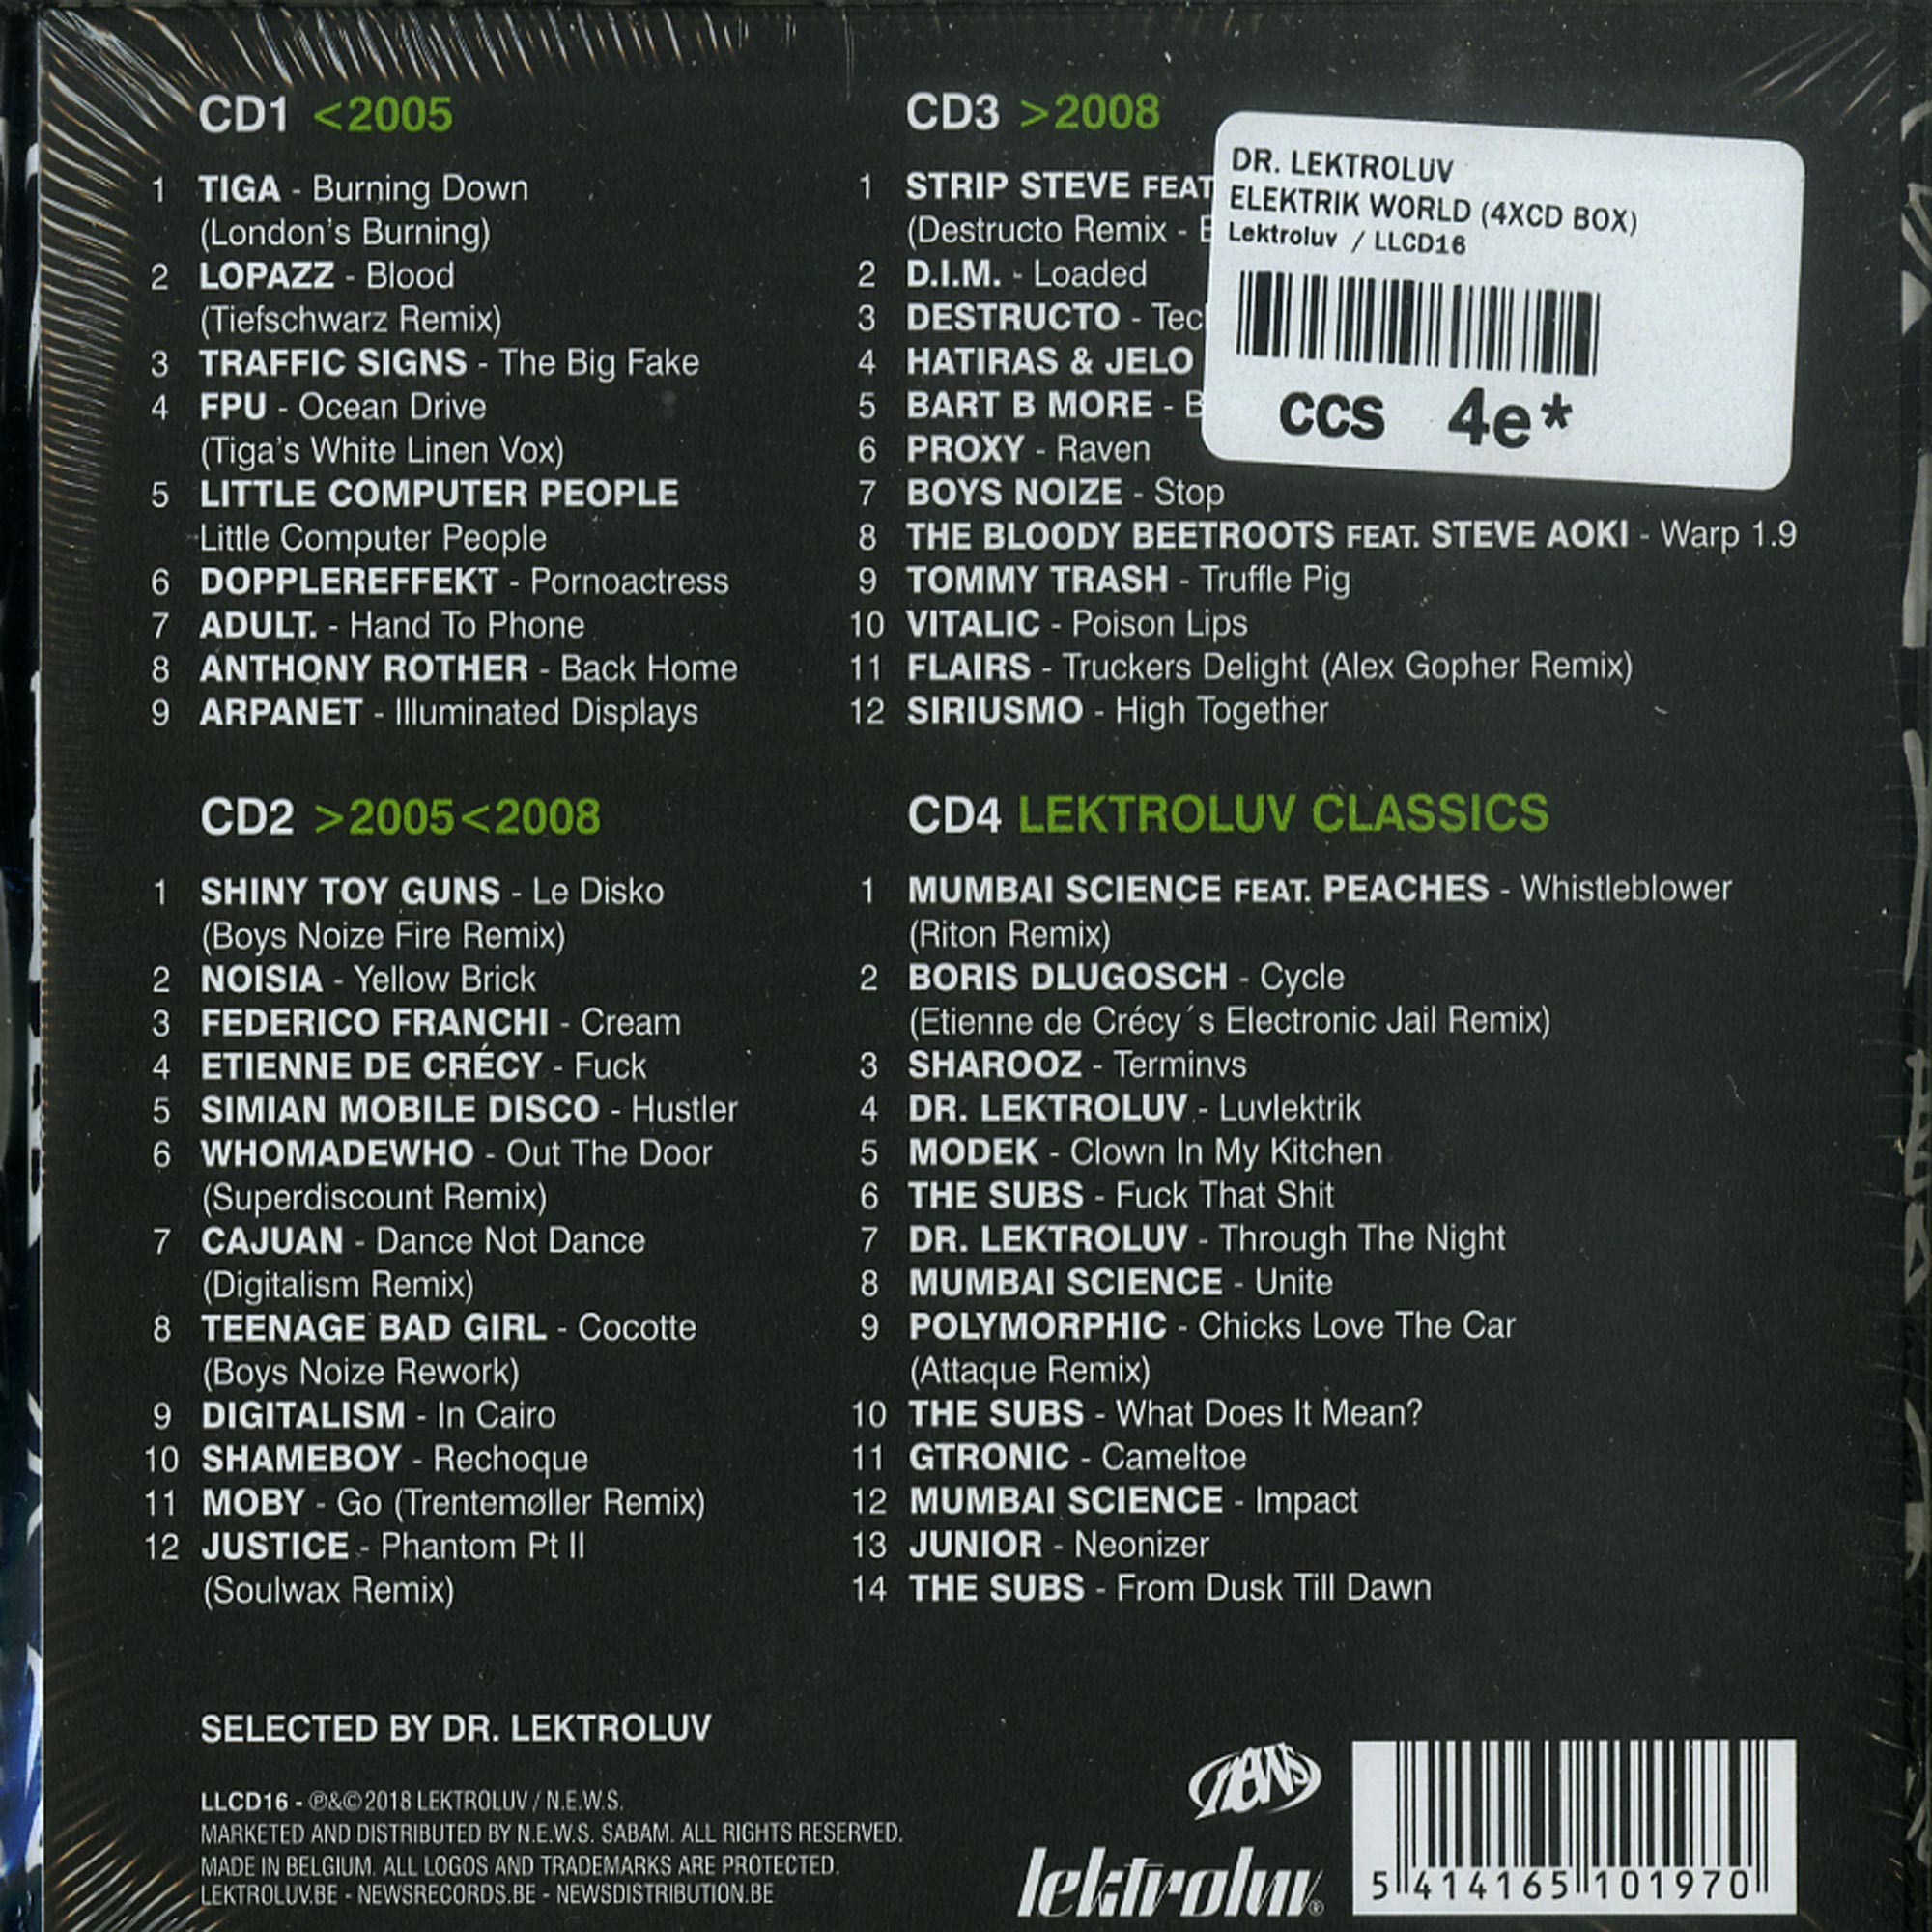 CD1 <2005
1 TIGA - Burning Down
(London's Burning)
2 LOPAZZ - Blood
(Tiefschwarz Remix)
3 TRAFFIC SIGNS - The Big Fake
4 FPU - Ocean Drive
(Tiga's White Linen Vox)
5 LITTLE COMPUTER PEOPLE
Little Computer People
6 DOPPLEREFFEKT - Pornoactress
7 ADULT. - Hand To Phone
8 ANTHONY ROTHER - Back Home
9 ARPANET - Illuminated Displays
CD2 >2005<2008
1 SHINY TOY GUNS - Le Disko
(Boys Noize Fire Remix)
2 NOISIA - Yellow Brick
3 FEDERICO FRANCHI - Cream
4 ETIENNE DE CRÉCY - Fuck
5 SIMIAN MOBILE DISCO - Hustler
6 WHOMADEWHO - Out The Door
(Superdiscount Remix)
7 CAJUAN - Dance Not Dance
(Digitalism Remix)
8 TEENAGE BAD GIRL - Cocotte
(Boys Noize Rework)
9 DIGITALISM - In Cairo
10 SHAMEBOY - Rechoque
11 MOBY - Go (Trentemøller Remix)
12 JUSTICE - Phantom Pt II
(Soulwax Remix)
CD3 >2008
1 STRIP STEVE FEAT
(Destructo Remix -
2 D.I.M. - Loaded
3 DESTRUCTO -
4 HATIRAS & JELO
5 BART B MORE -
6 PROXY - Raven
7 BOYS NOIZE - Stop
8 THE BLOODY BEETROOTS FEAT. STEVE AOKI - Warp 1.9
9 TOMMY TRASH - Truffle Pig
10 VITALIC - Poison Lips
11 FLAIRS - Truckers Delight (Alex Gopher Remix)
12 SIRIUSMO - High Together
DR. LEKTROLUV
ELEKTRIK WORLD (4XCD BOX)
Lektroluv / LLCD16
CCS 4e*
CD4 LEKTROLUV CLASSICS
1 MUMBAI SCIENCE FEAT. PEACHES - Whistleblower
(Riton Remix)
2 BORIS DLUGOSCH - Cycle
(Etienne de Crécy´s Electronic Jail Remix)
3 SHAROOZ - Terminvs
4 DR. LEKTROLUV - Luvlektrik
5 MODEK - Clown In My Kitchen
6 THE SUBS - Fuck That Shit
7 DR. LEKTROLUV - Through The Night
8 MUMBAI SCIENCE - Unite
9 POLYMORPHIC - Chicks Love The Car
(Attaque Remix)
10 THE SUBS - What Does It Mean?
11 GTRONIC - Cameltoe
12 MUMBAI SCIENCE - Impact
13 JUNIOR - Neonizer
14 THE SUBS - From Dusk Till Dawn
SELECTED BY DR. LEKTROLUV
LLCD16 - ℗&© 2018 LEKTROLUV / N.E.W.S.
MARKETED AND DISTRIBUTED BY N.E.W.S. SABAM. ALL RIGHTS RESERVED.
MADE IN BELGIUM. ALL LOGOS AND TRADEMARKS ARE PROTECTED.
LEKTROLUV.BE - NEWSRECORDS.BE - NEWSDISTRIBUTION.BE
news
lektroluv®
5 414165 101970